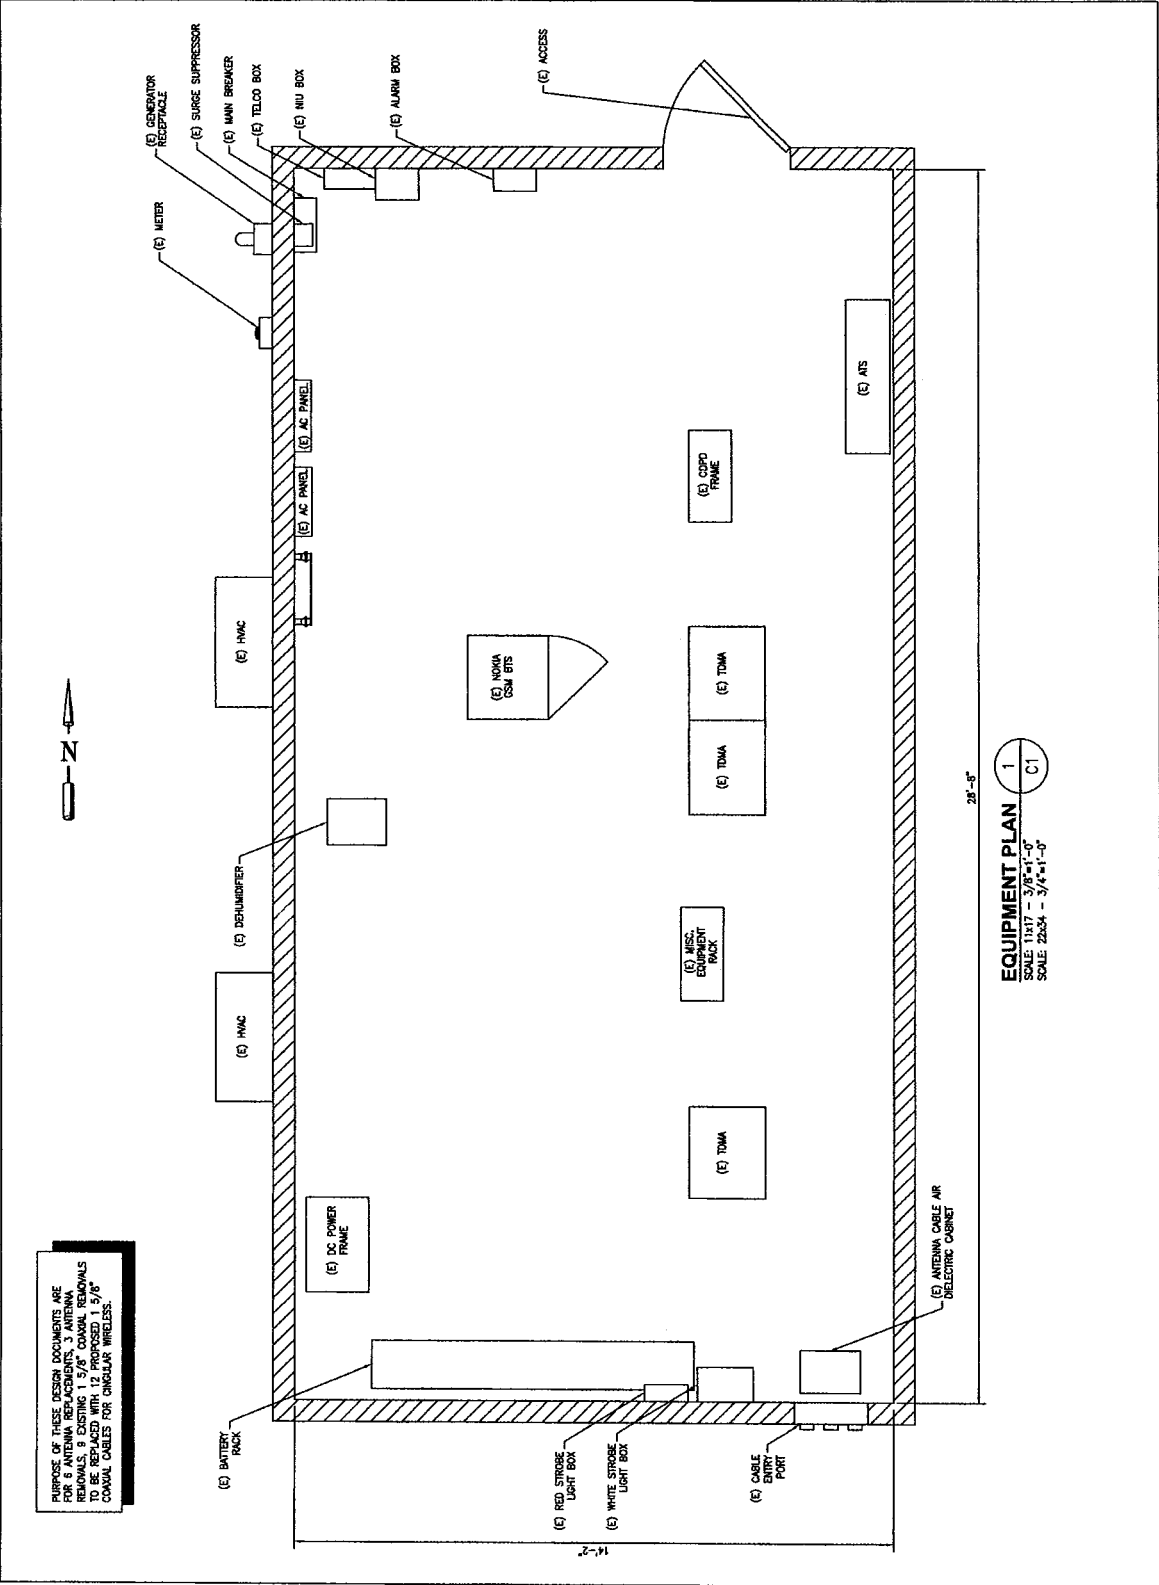 PURPOSE OF THESE DESIGN DOCUMENTS ARE
FOR 6 ANTENNA REPLACEMENTS, 3 ANTENNA
REMOVALS, 9 EXISTING 1 5/8" COAXIAL REMOVALS
TO BE REPLACED WITH 12 PROPOSED 1 5/8"
COAXIAL CABLES FOR CINGULAR WIRELESS.
N
(E) METER
(E) GENERATOR
RECEPTACLE
(E) SURGE SUPPRESSOR
(E) MAIN BREAKER
(E) TELCO BOX
(E) NIU BOX
(E) ALARM BOX
(E) ACCESS
(E) HVAC
(E) HVAC
(E) DEHUMIDIFIER
(E) BATTERY
RACK
(E) AC PANEL
(E) AC PANEL
(E) DC POWER
FRAME
(E) NOKIA
GSM BTS
(E) TDMA
(E) MISC.
EQUIPMENT
RACK
(E) TDMA
(E) TDMA
(E) CDPD
FRAME
(E) ATS
(E) RED STROBE
LIGHT BOX
(E) WHITE STROBE
LIGHT BOX
(E) CABLE
ENTRY
PORT
(E) ANTENNA CABLE AIR
DIELECTRIC CABINET
14'-2"
28'-8"
EQUIPMENT PLAN
SCALE: 11x17 - 3/8"=1'-0"
SCALE: 22x34 - 3/4"=1'-0"
1
C1